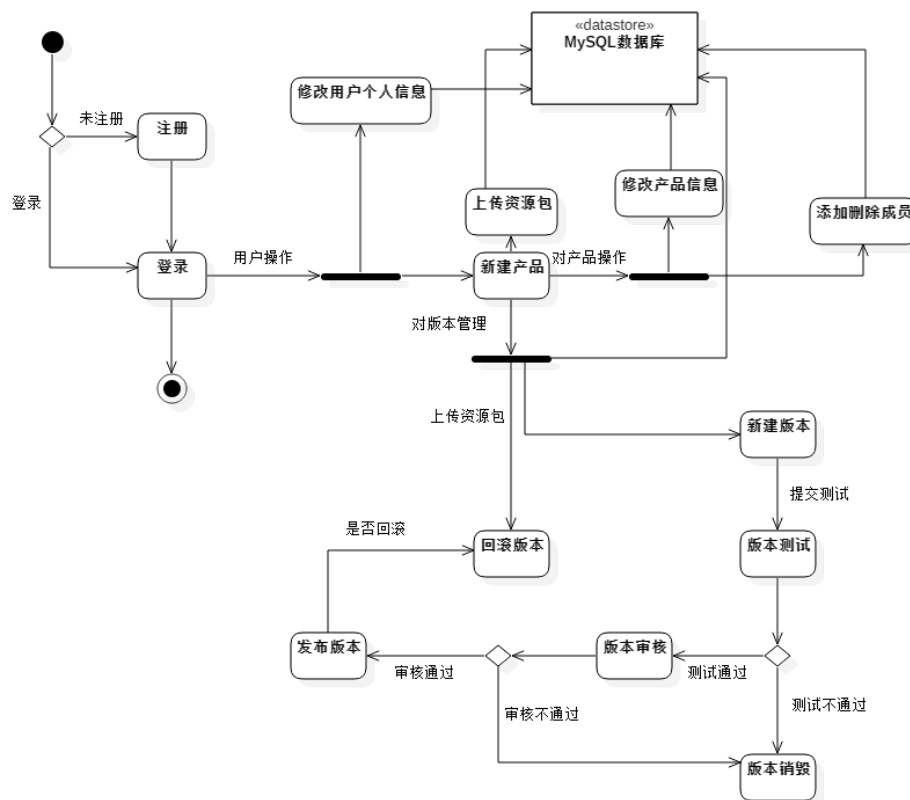 «datastore»
MySQL数据库
修改用户个人信息
未注册
注册
登录
上传资源包
修改产品信息
添加删除成员
登录
用户操作
新建产品
对产品操作
对版本管理
上传资源包
新建版本
提交测试
是否回滚
回滚版本
版本测试
发布版本
审核通过
版本审核
测试通过
审核不通过
测试不通过
版本销毁